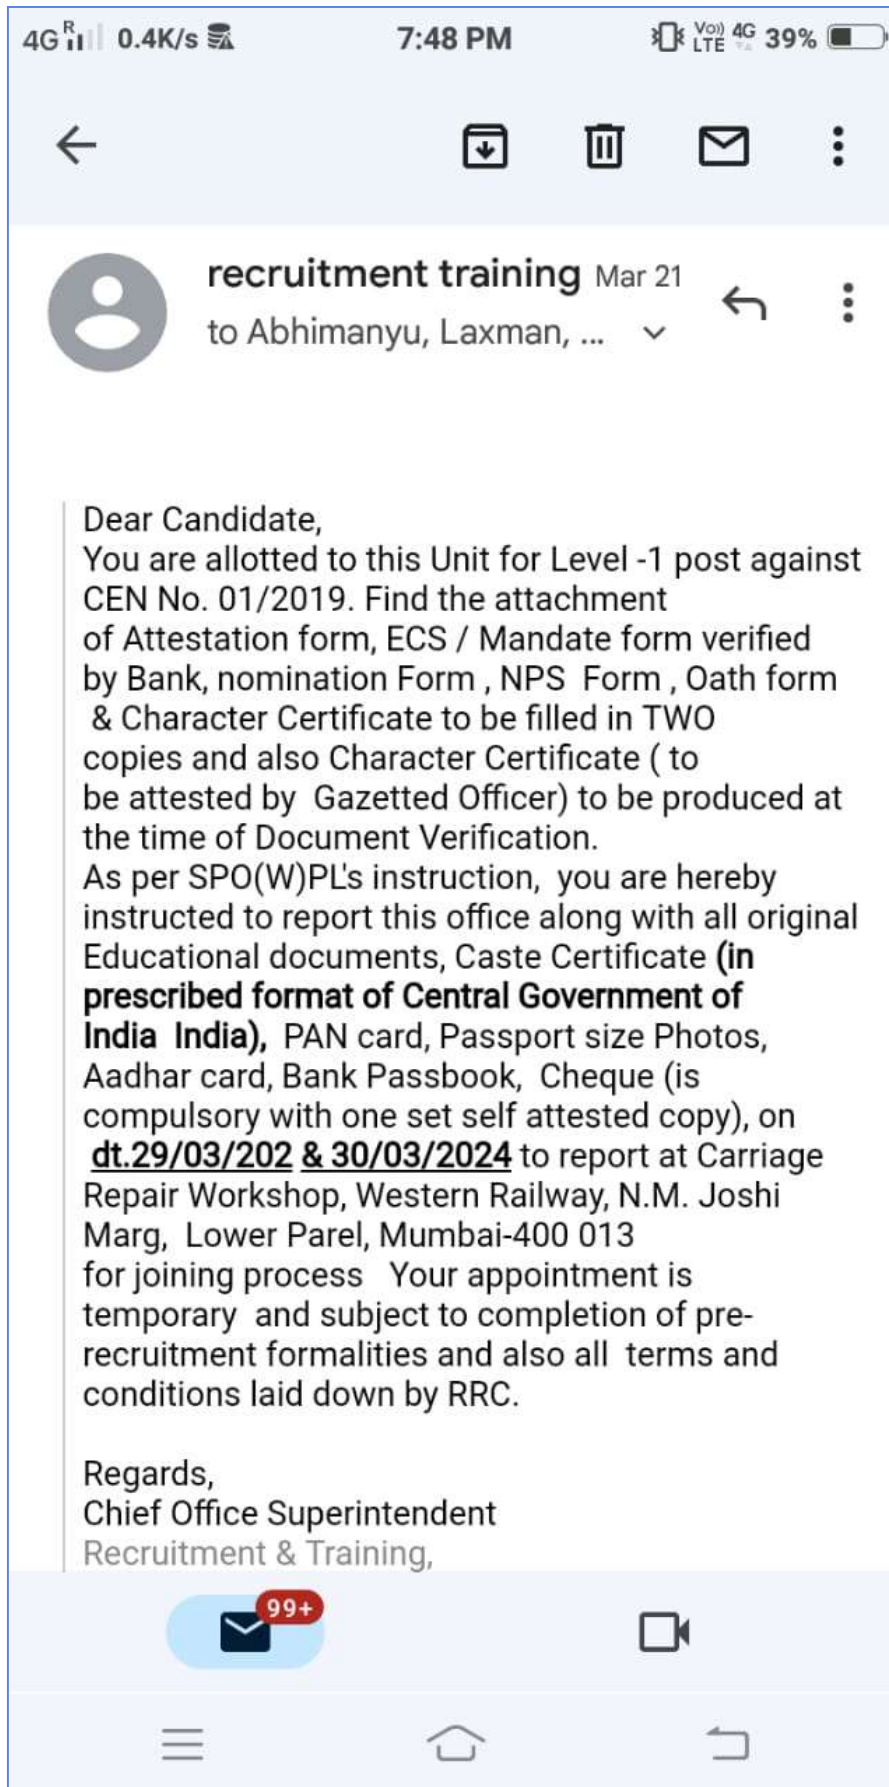 4G R 0.4K/s 7:48 PM Vo)) LTE 4G 39%
recruitment training Mar 21
to Abhimanyu, Laxman, ...
Dear Candidate,
You are allotted to this Unit for Level -1 post against
CEN No. 01/2019. Find the attachment
of Attestation form, ECS / Mandate form verified
by Bank, nomination Form , NPS  Form , Oath form
& Character Certificate to be filled in TWO
copies and also Character Certificate ( to
be attested by  Gazetted Officer) to be produced at
the time of Document Verification.
As per SPO(W)PL's instruction,  you are hereby
instructed to report this office along with all original
Educational documents, Caste Certificate (in
prescribed format of Central Government of
India  India),  PAN card, Passport size Photos,
Aadhar card, Bank Passbook,  Cheque (is
compulsory with one set self attested copy), on
dt.29/03/202 & 30/03/2024 to report at Carriage
Repair Workshop, Western Railway, N.M. Joshi
Marg,  Lower Parel, Mumbai-400 013
for joining process   Your appointment is
temporary  and subject to completion of pre-
recruitment formalities and also all  terms and
conditions laid down by RRC.
Regards,
Chief Office Superintendent
Recruitment & Training,
99+